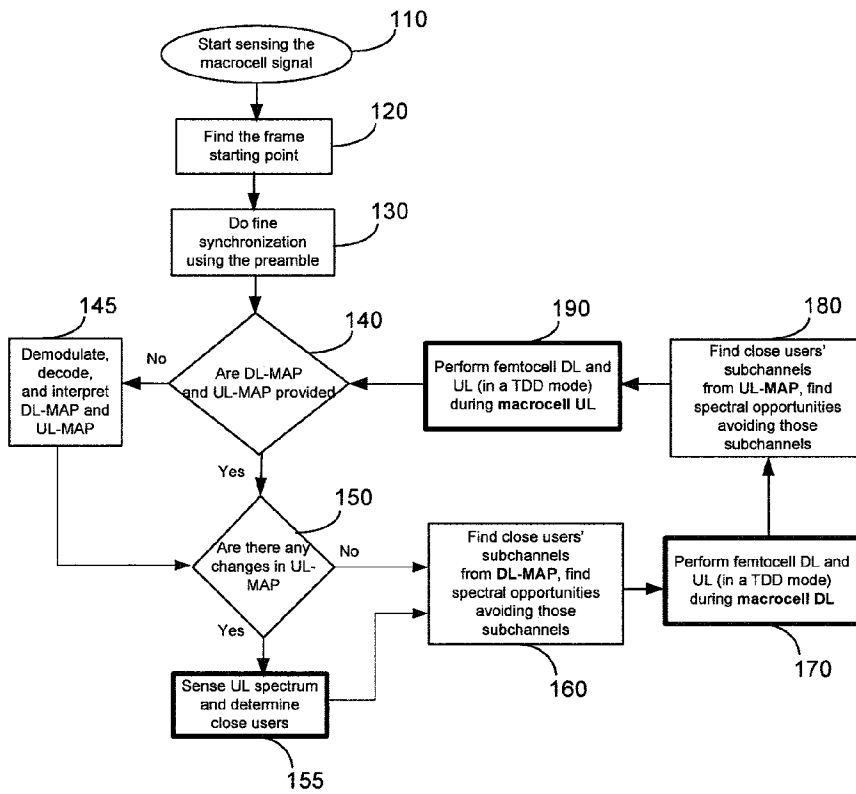 110
Start sensing the
macrocell signal
120
Find the frame
starting point
130
Do fine
synchronization
using the preamble
140
Are DL-MAP
and UL-MAP provided
No
Yes
145
Demodulate,
decode,
and interpret
DL-MAP and
UL-MAP
150
Are there any
changes in UL-
MAP
No
Yes
Sense UL spectrum
and determine
close users
155
Find close users'
subchannels
from DL-MAP, find
spectral opportunities
avoiding those
subchannels
160
Perform femtocell DL and
UL (in a TDD mode)
during macrocell DL
170
180
Find close users'
subchannels
from UL-MAP, find
spectral opportunities
avoiding those
subchannels
190
Perform femtocell DL and
UL (in a TDD mode)
during macrocell UL